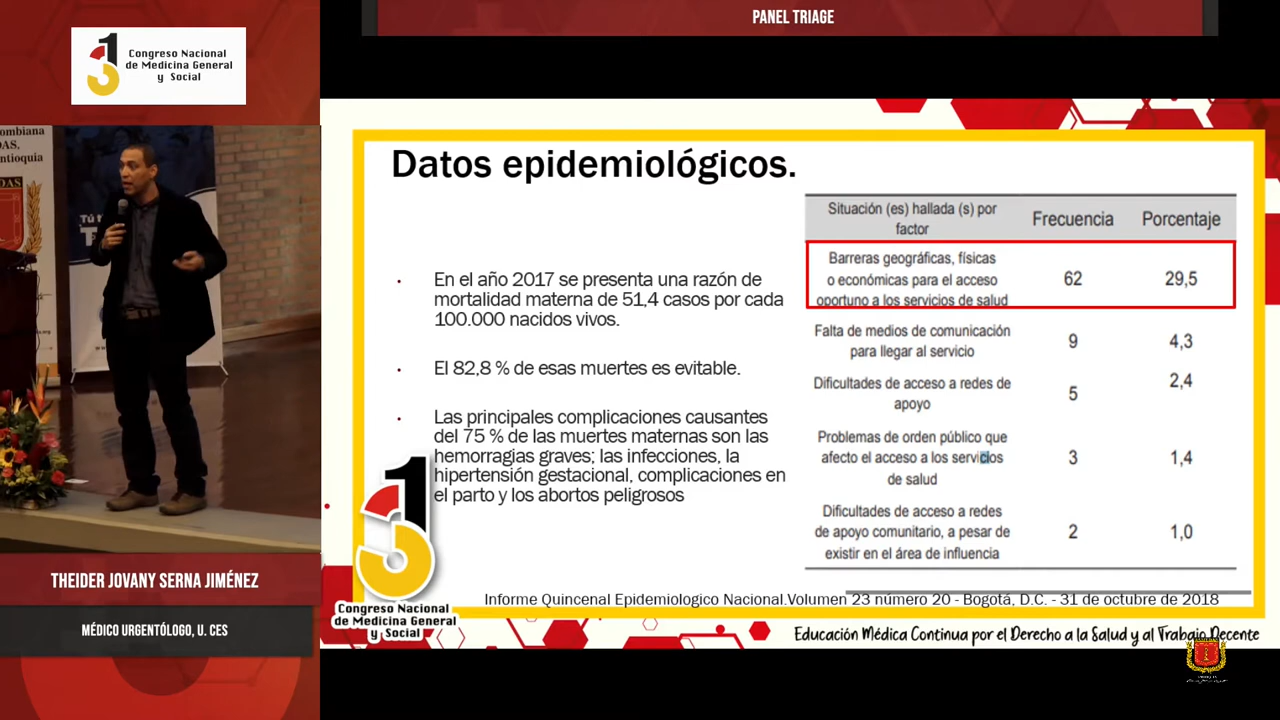 PANEL TRIAGE
31
Congreso Nacional
de Medicina General
y Social
ombiana
AS,
ntioquia
DAS
Tú
THEIDER JOVANY SERNA JIMÉNEZ
MÉDICO URGENTÓLOGO, U. CES
Datos epidemiológicos.
• En el año 2017 se presenta una razón de
mortalidad materna de 51,4 casos por cada
100.000 nacidos vivos.
• El 82,8 % de esas muertes es evitable.
• Las principales complicaciones causantes
del 75 % de las muertes maternas son las
hemorragias graves; las infecciones, la
hipertensión gestacional, complicaciones en
el parto y los abortos peligrosos
Situación (es) hallada (s) por
factor
Frecuencia Porcentaje
Barreras geográficas, físicas
o económicas para el acceso
oportuno a los servicios de salud
62 29,5
Falta de medios de comunicación
para llegar al servicio
9 4,3
Dificultades de acceso a redes de
apoyo
5 2,4
Problemas de orden público que
afecto el acceso a los servicios
de salud
3 1,4
Dificultades de acceso a redes
de apoyo comunitario, a pesar de
existir en el área de influencia
2 1,0
Informe Quincenal Epidemiologico Nacional.Volumen 23 número 20 - Bogotá, D.C. - 31 de octubre de 2018
31
Congreso Nacional
de Medicina General
y Social
Educación Médica Continua por el Derecho a la Salud y al Trabajo Decente